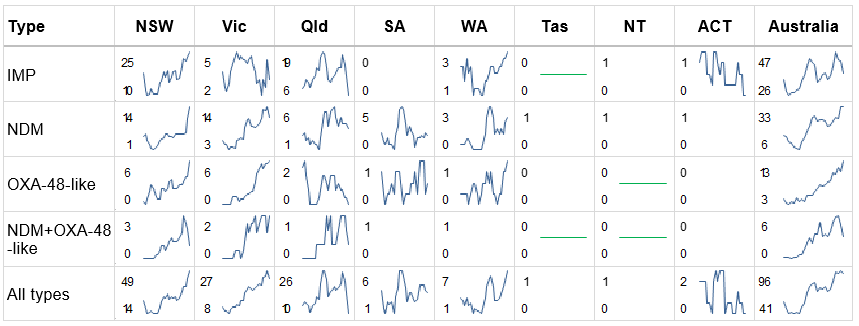 Type NSW Vic Qld SA WA Tas NT ACT Australia
25 5 19 0 3 0 1 1 47
IMP
10 2 6 0 1 0 0 0 26
14 14 6 5 3 1 1 1 33
NDM
1 3 1 0 0 0 0 0 6
6 6 2 1 1 0 0 0 13
OXA-48-like
0 0 0 0 0 0 0 0 3
3 2 1 1 1 0 0 0 6
NDM+OXA-48
-like
0 0 0 0 0 0 0 0 0
49 27 26 6 7 1 1 2 96
All types
14 8 10 1 1 0 0 0 41